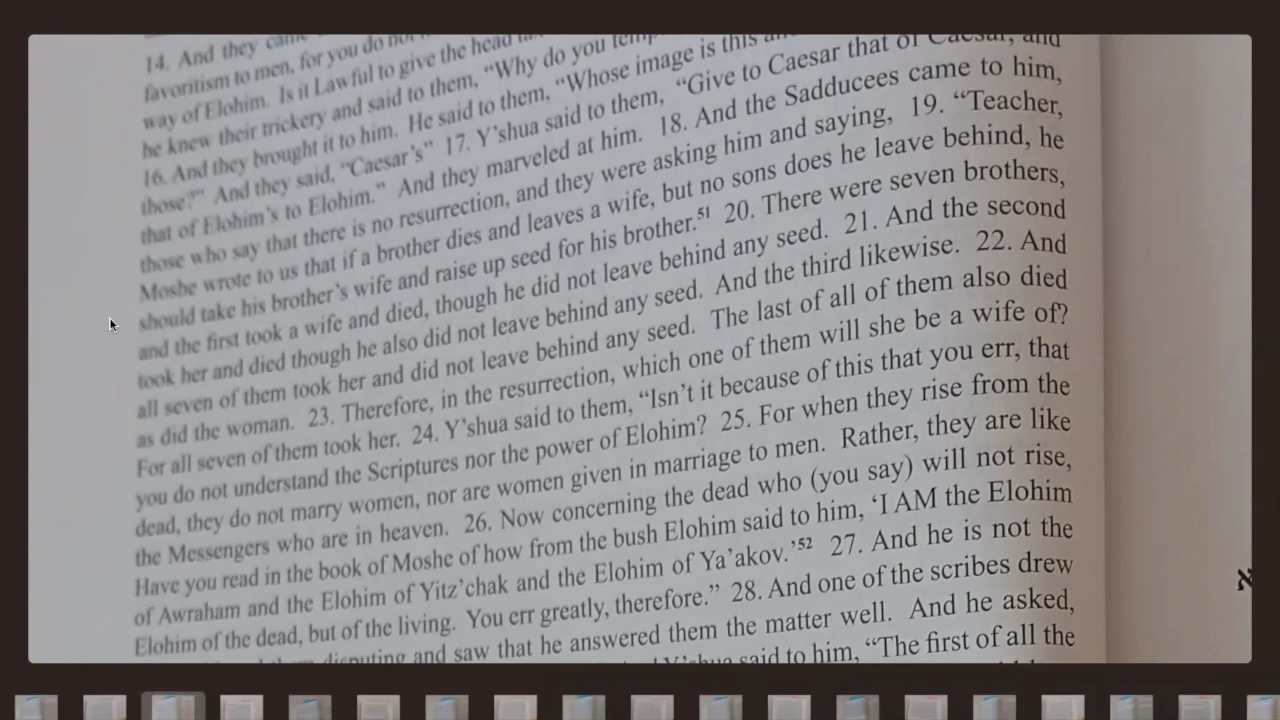 14. And they came
favoritism to men, for you do not
way of Elohim. Is it Lawful to give the head
he knew their trickery and said to them, “Why do you
16. And they brought it to him. He said to them, “Whose image is this
those?” And they said, “Caesar’s” 17. Y’shua said to them, “Give to Caesar that of Caesar, and
that of Elohim’s to Elohim.” And they marveled at him. 18. And the Sadducees came to him,
those who say that there is no resurrection, and they were asking him and saying, 19. “Teacher,
Moshe wrote to us that if a brother dies and leaves a wife, but no sons does he leave behind, he
should take his brother’s wife and raise up seed for his brother.⁵¹ 20. There were seven brothers,
and the first took a wife and died, though he did not leave behind any seed. 21. And the second
took her and died though he also did not leave behind any seed. And the third likewise. 22. And
all seven of them took her and did not leave behind any seed. The last of all of them also died
as did the woman. 23. Therefore, in the resurrection, which one of them will she be a wife of?
For all seven of them took her. 24. Y’shua said to them, “Isn’t it because of this that you err, that
you do not understand the Scriptures nor the power of Elohim? 25. For when they rise from the
dead, they do not marry women, nor are women given in marriage to men. Rather, they are like
the Messengers who are in heaven. 26. Now concerning the dead who (you say) will not rise,
Have you read in the book of Moshe of how from the bush Elohim said to him, ‘I AM the Elohim
of Awraham and the Elohim of Yitz’chak and the Elohim of Ya’akov.’⁵² 27. And he is not the
Elohim of the dead, but of the living. You err greatly, therefore.” 28. And one of the scribes drew
disputing and saw that he answered them the matter well. And he asked,
Y’shua said to him, “The first of all the
א